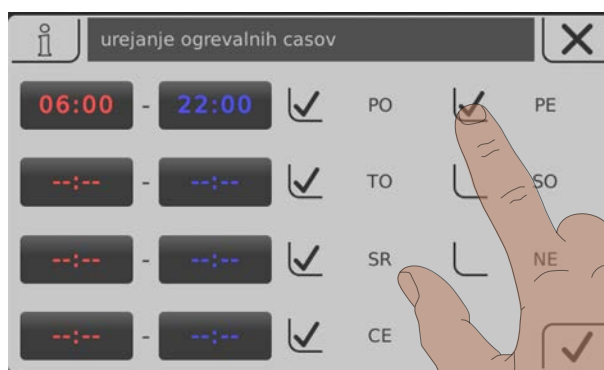 i urejanje ogrevalnih casov X
06:00 - 22:00 PO PE
--:-- - --:-- TO SO
--:-- - --:-- SR NE
--:-- - --:-- CE